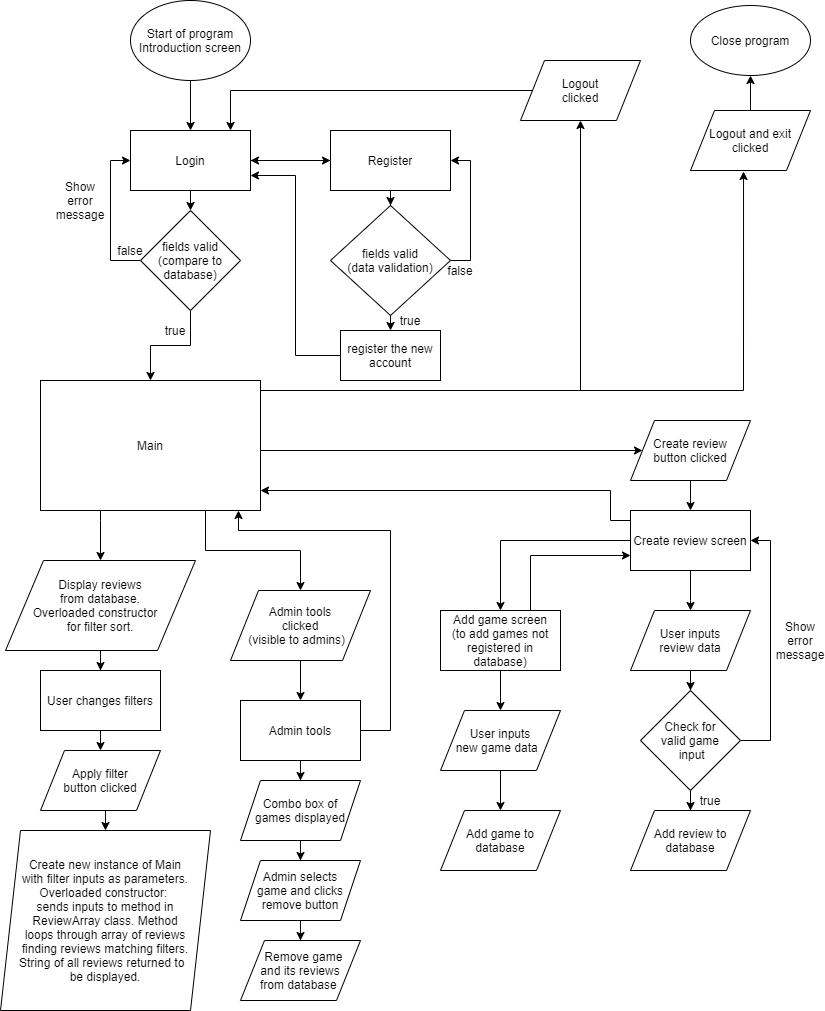 Start of program
Introduction screen
Close program
Logout
clicked
Logout and exit
clicked
Login
Register
Show
error
message
fields valid
(compare to
database)
false
fields valid
(data validation)
false
true
true
register the new
account
Main
Create review
button clicked
Create review screen
Display reviews
from database.
Overloaded constructor
for filter sort.
Admin tools
clicked
(visible to admins)
Add game screen
(to add games not
registered in
database)
User inputs
review data
Show
error
message
User changes filters
Admin tools
User inputs
new game data
Check for
valid game
input
Apply filter
button clicked
Combo box of
games displayed
true
Add game to
database
Add review to
database
Create new instance of Main
with filter inputs as parameters.
Overloaded constructor:
sends inputs to method in
ReviewArray class. Method
loops through array of reviews
finding reviews matching filters.
String of all reviews returned to
be displayed.
Admin selects
game and clicks
remove button
Remove game
and its reviews
from database